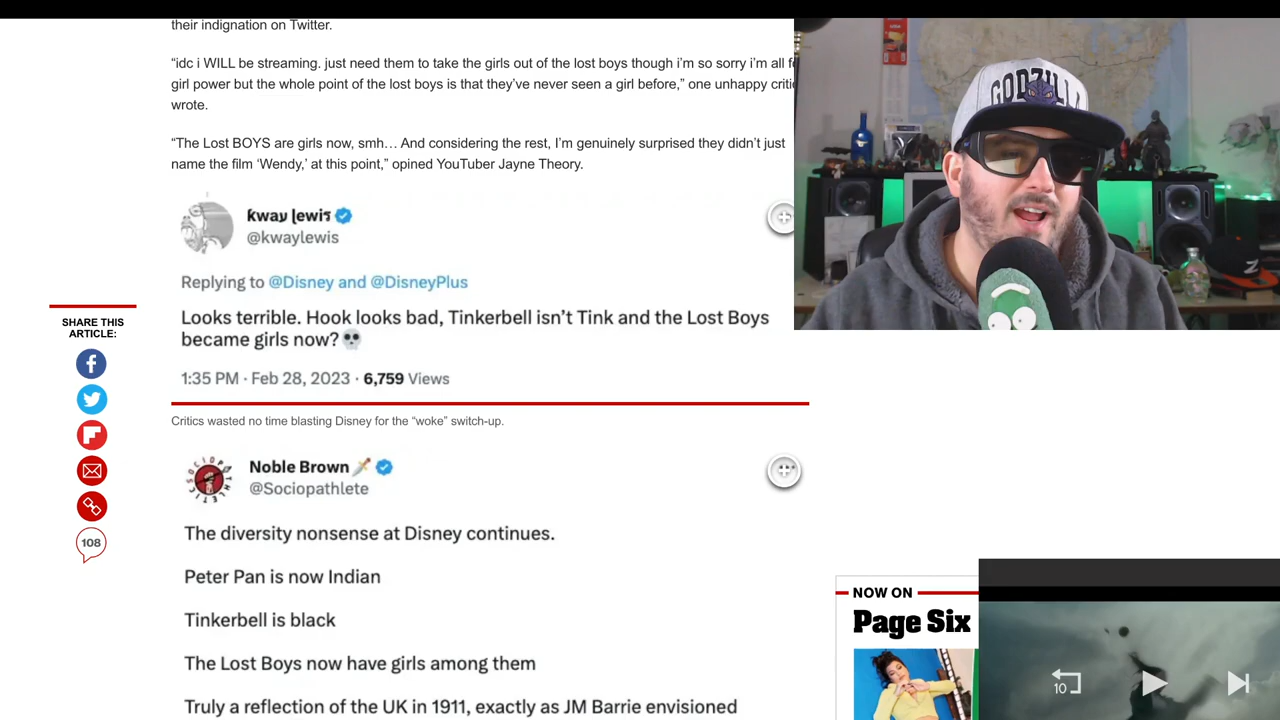 their indignation on Twitter.
“idc i WILL be streaming. just need them to take the girls out of the lost boys though i’m so sorry i’m all
girl power but the whole point of the lost boys is that they’ve never seen a girl before,” one unhappy
wrote.
“The Lost BOYS are girls now, smh… And considering the rest, I’m genuinely surprised they didn’t just
name the film ‘Wendy,’ at this point,” opined YouTuber Jayne Theory.
kway lewis
@kwaylewis
Replying to @Disney and @DisneyPlus
Looks terrible. Hook looks bad, Tinkerbell isn’t Tink and the Lost Boys
became girls now?💀
1:35 PM · Feb 28, 2023 · 6,759 Views
Critics wasted no time blasting Disney for the “woke” switch-up.
Noble Brown
@Sociopathlete
The diversity nonsense at Disney continues.
Peter Pan is now Indian
Tinkerbell is black
The Lost Boys now have girls among them
Truly a reflection of the UK in 1911, exactly as JM Barrie envisioned
SHARE THIS
ARTICLE:
108
GODZILLA
NOW ON
Page Six
10